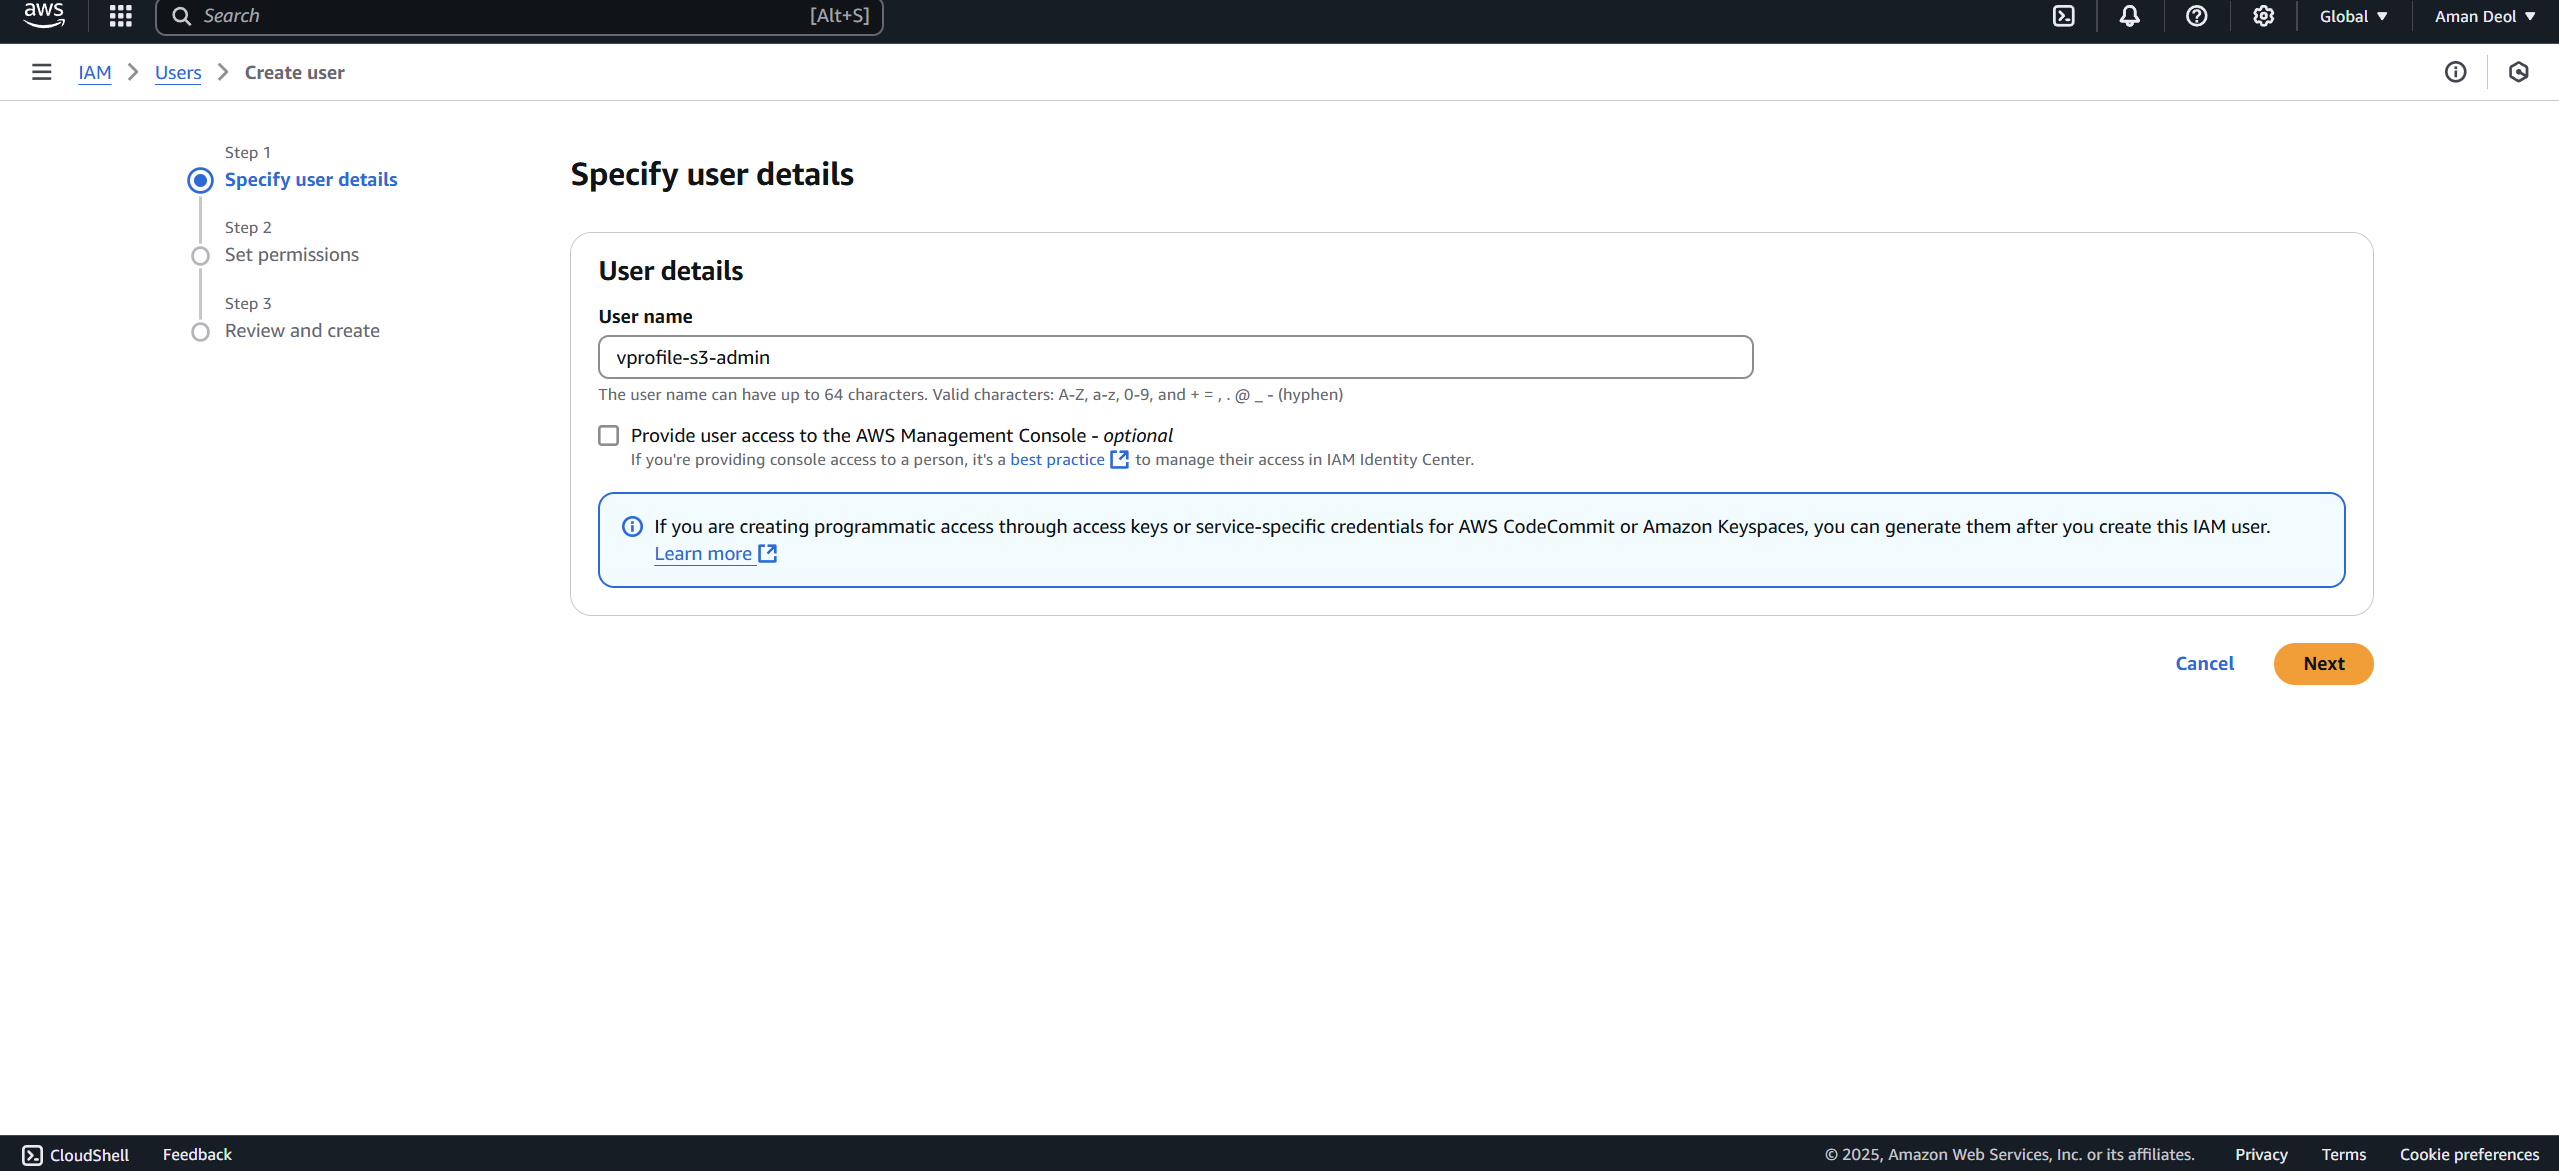 aws
Search [Alt+S]
Global Aman Deol
IAM Users Create user
Step 1
Specify user details
Step 2
Set permissions
Step 3
Review and create
Specify user details
User details
User name
vprofile-s3-admin
The user name can have up to 64 characters. Valid characters: A-Z, a-z, 0-9, and + = , . @ _ - (hyphen)
Provide user access to the AWS Management Console - optional
If you're providing console access to a person, it's a best practice to manage their access in IAM Identity Center.
If you are creating programmatic access through access keys or service-specific credentials for AWS CodeCommit or Amazon Keyspaces, you can generate them after you create this IAM user.
Learn more
Cancel Next
CloudShell Feedback © 2025, Amazon Web Services, Inc. or its affiliates. Privacy Terms Cookie preferences